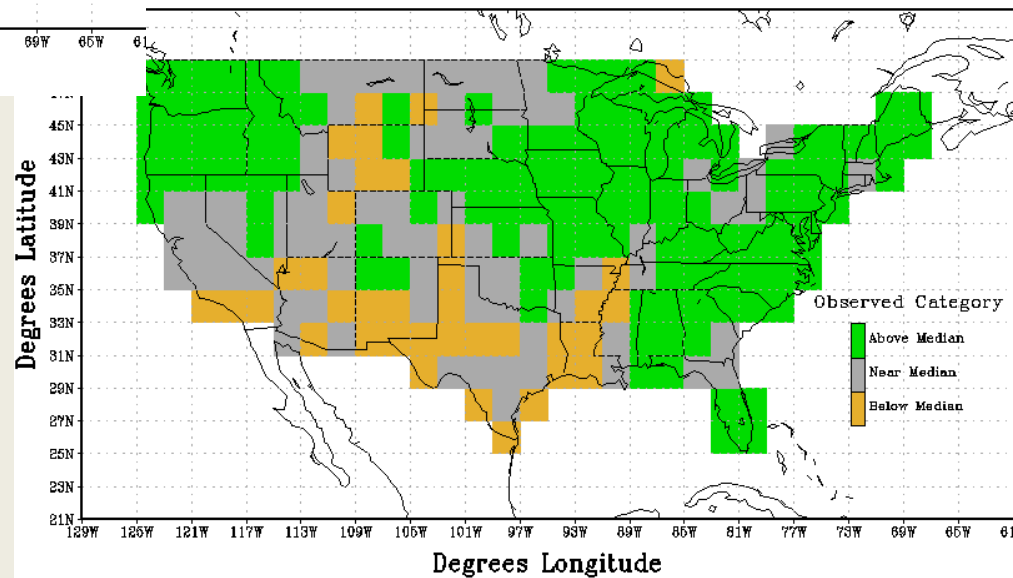 69W 65W 61
45N
43N
41N
39N
37N
35N
33N
31N
29N
27N
25N
23N
21N
Degrees Latitude
Observed Category
Above Median
Near Median
Below Median
129W 125W 121W 117W 113W 109W 105W 101W 97W 93W 89W 85W 81W 77W 73W 69W 65W 61
Degrees Longitude